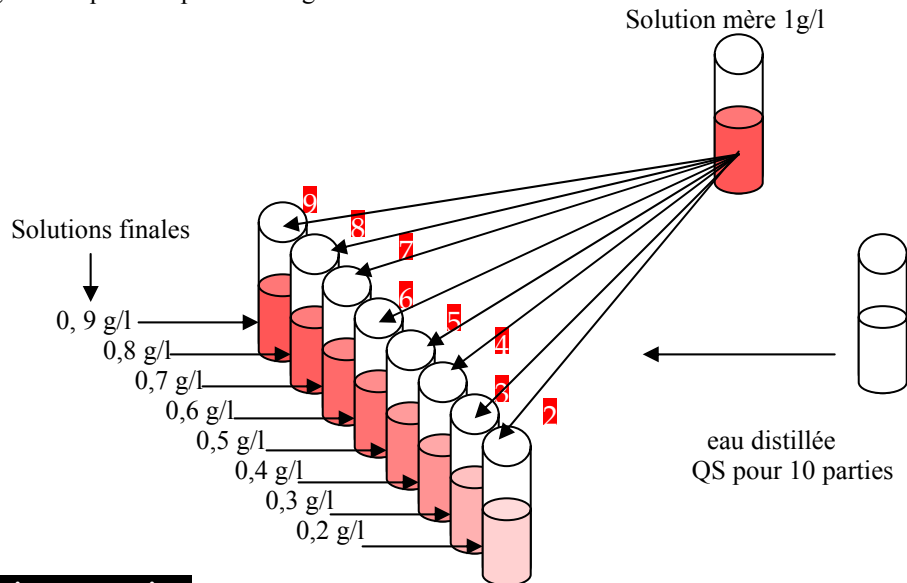 Solution mère 1g/l
9
8
7
6
5
4
3
2
Solutions finales
0, 9 g/l
0,8 g/l
0,7 g/l
0,6 g/l
0,5 g/l
0,4 g/l
0,3 g/l
0,2 g/l
eau distillée
QS pour 10 parties